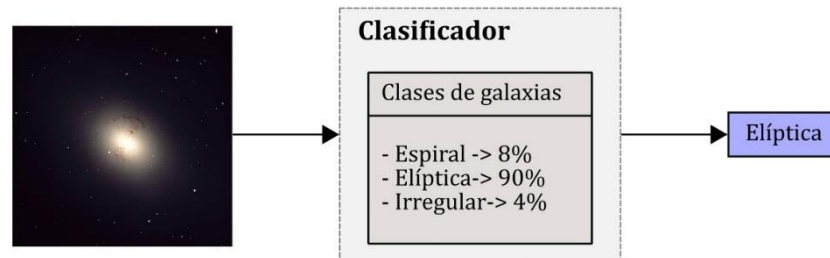 Clasificador
Clases de galaxias
- Espiral -> 8%
- Elíptica-> 90%
- Irregular-> 4%
Elíptica